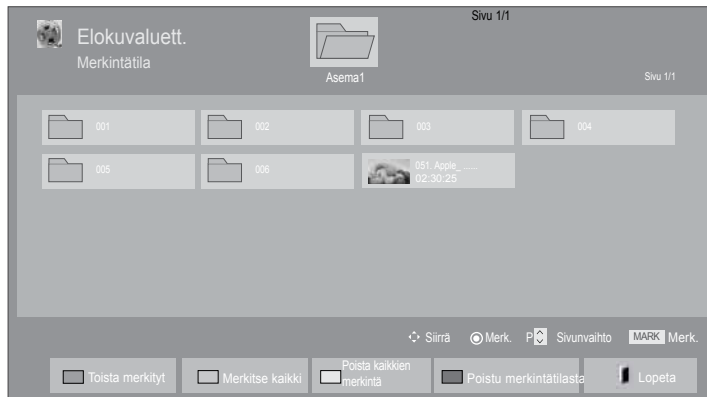 Sivu 1/1
Elokuvaluett.
Merkintätila
Asema1
Sivu 1/1
001
002
003
004
005
006
051. Apple_ ......
02:30:25
Siirrä
Merk.
P
Sivunvaihto
MARK Merk.
Toista merkityt
Merkitse kaikki
Poista kaikkien
merkintä
Poistu merkintätilasta
Lopeta